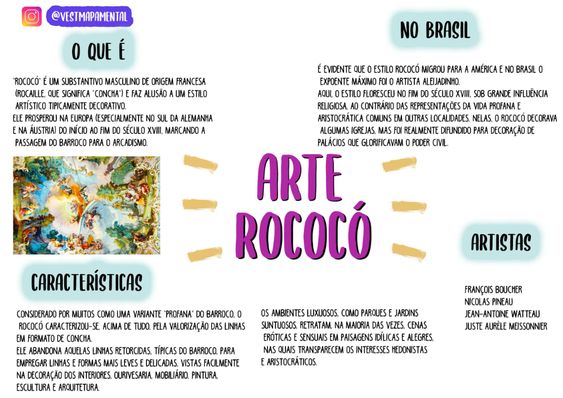 @VESTMAPAMENTAL
O QUE É
"ROCOCÓ" É UM SUBSTANTIVO MASCULINO DE ORIGEM FRANCESA
(ROCAILLE, QUE SIGNIFICA "CONCHA") E FAZ ALUSÃO A UM ESTILO
ARTÍSTICO TIPICAMENTE DECORATIVO.
ELE PROSPEROU NA EUROPA (ESPECIALMENTE NO SUL DA ALEMANHA
E NA ÁUSTRIA) DO INÍCIO AO FIM DO SÉCULO XVIII, MARCANDO A
PASSAGEM DO BARROCO PARA O ARCADISMO.
NO BRASIL
É EVIDENTE QUE O ESTILO ROCOCÓ MIGROU PARA A AMÉRICA E NO BRASIL O
EXPOENTE MÁXIMO FOI O ARTISTA ALEIJADINHO.
AQUI, O ESTILO FLORESCEU NO FIM DO SÉCULO XVIII, SOB GRANDE INFLUÊNCIA
RELIGIOSA, AO CONTRÁRIO DAS REPRESENTAÇÕES DA VIDA PROFANA E
ARISTOCRÁTICA COMUNS EM OUTRAS LOCALIDADES. NELAS, O ROCOCÓ DECORAVA
ALGUMAS IGREJAS, MAS FOI REALMENTE DIFUNDIDO PARA DECORAÇÃO DE
PALÁCIOS QUE GLORIFICAVAM O PODER CIVIL.
ARTE
ROCOCÓ
CARACTERÍSTICAS
CONSIDERADO POR MUITOS COMO UMA VARIANTE "PROFANA" DO BARROCO, O
ROCOCÓ CARACTERIZOU-SE, ACIMA DE TUDO, PELA VALORIZAÇÃO DAS LINHAS
EM FORMATO DE CONCHA.
ELE ABANDONA AQUELAS LINHAS RETORCIDAS, TÍPICAS DO BARROCO, PARA
EMPREGAR LINHAS E FORMAS MAIS LEVES E DELICADAS, VISTAS FACILMENTE
NA DECORAÇÃO DOS INTERIORES, OURIVESARIA, MOBILIÁRIO, PINTURA,
ESCULTURA E ARQUITETURA.
OS AMBIENTES LUXUOSOS, COMO PARQUES E JARDINS
SUNTUOSOS, RETRATAM, NA MAIORIA DAS VEZES, CENAS
ERÓTICAS E SENSUAIS EM PAISAGENS IDÍLICAS E ALEGRES,
NAS QUAIS TRANSPARECEM OS INTERESSES HEDONISTAS
E ARISTOCRÁTICOS.
ARTISTAS
FRANÇOIS BOUCHER
NICOLAS PINEAU
JEAN-ANTOINE WATTEAU
JUSTE AURÈLE MEISSONNIER